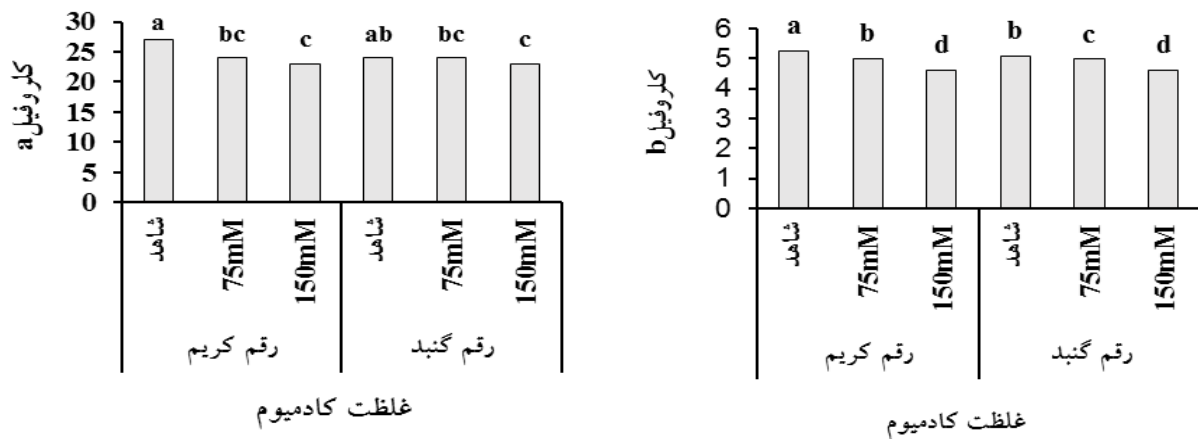 کلروفیل a
30
25
20
15
10
5
0
a
bc
c
ab
bc
c
شاهد
75mM
150mM
شاهد
75mM
150mM
رقم کریم
رقم گنبد
غلظت کادمیوم
کلروفیل b
6
5
4
3
2
1
0
a
b
d
b
c
d
شاهد
75mM
150mM
شاهد
75mM
150mM
رقم کریم
رقم گنبد
غلظت کادمیوم